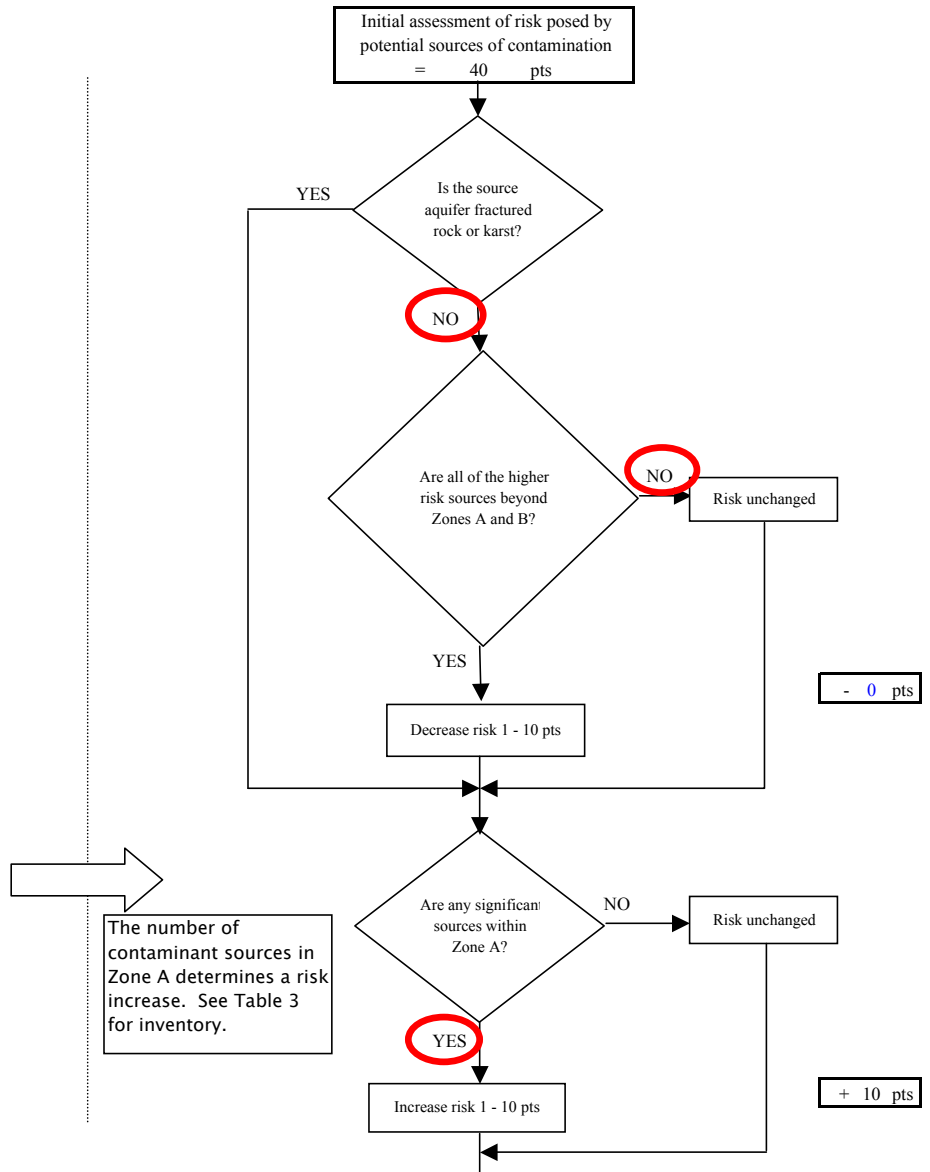 Initial assessment of risk posed by
potential sources of contamination
= 40 pts
YES
Is the source
aquifer fractured
rock or karst?
NO
Are all of the higher
risk sources beyond
Zones A and B?
NO
Risk unchanged
YES
- 0 pts
Decrease risk 1 - 10 pts
Are any significant
sources within
Zone A?
NO
Risk unchanged
The number of
contaminant sources in
Zone A determines a risk
increase. See Table 3
for inventory.
YES
+ 10 pts
Increase risk 1 - 10 pts